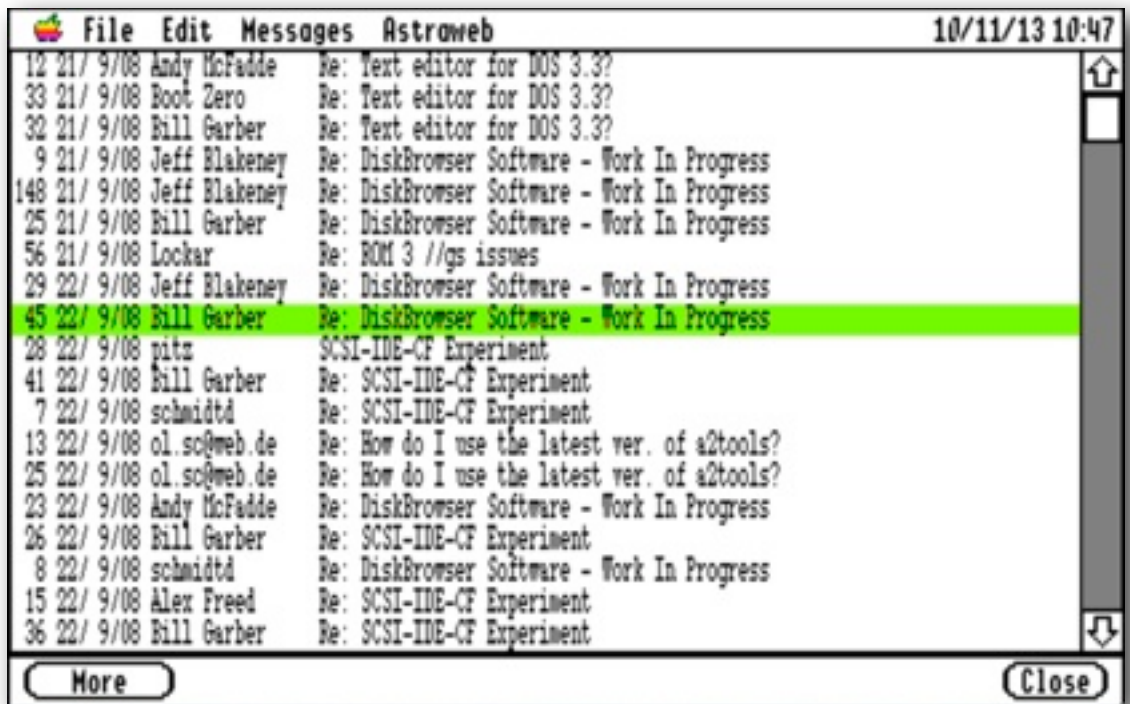 File Edit Messages Astraweb 10/11/13 10:47
12 21/ 9/08 Andy McFadde Re: Text editor for DOS 3.3?
33 21/ 9/08 Boot Zero Re: Text editor for DOS 3.3?
32 21/ 9/08 Bill Garber Re: Text editor for DOS 3.3?
9 21/ 9/08 Jeff Blakeney Re: DiskBrowser Software - Work In Progress
148 21/ 9/08 Jeff Blakeney Re: DiskBrowser Software - Work In Progress
25 21/ 9/08 Bill Garber Re: DiskBrowser Software - Work In Progress
56 21/ 9/08 Lockar Re: ROM 3 //gs issues
29 22/ 9/08 Jeff Blakeney Re: DiskBrowser Software - Work In Progress
45 22/ 9/08 Bill Garber Re: DiskBrowser Software - Work In Progress
28 22/ 9/08 pitz SCSI-IDE-CF Experiment
41 22/ 9/08 Bill Garber Re: SCSI-IDE-CF Experiment
7 22/ 9/08 schmidtd Re: SCSI-IDE-CF Experiment
13 22/ 9/08 ol.sc@web.de Re: How do I use the latest ver. of a2tools?
25 22/ 9/08 ol.sc@web.de Re: How do I use the latest ver. of a2tools?
23 22/ 9/08 Andy McFadde Re: DiskBrowser Software - Work In Progress
26 22/ 9/08 Bill Garber Re: SCSI-IDE-CF Experiment
8 22/ 9/08 schmidtd Re: DiskBrowser Software - Work In Progress
15 22/ 9/08 Alex Freed Re: SCSI-IDE-CF Experiment
36 22/ 9/08 Bill Garber Re: SCSI-IDE-CF Experiment
More Close